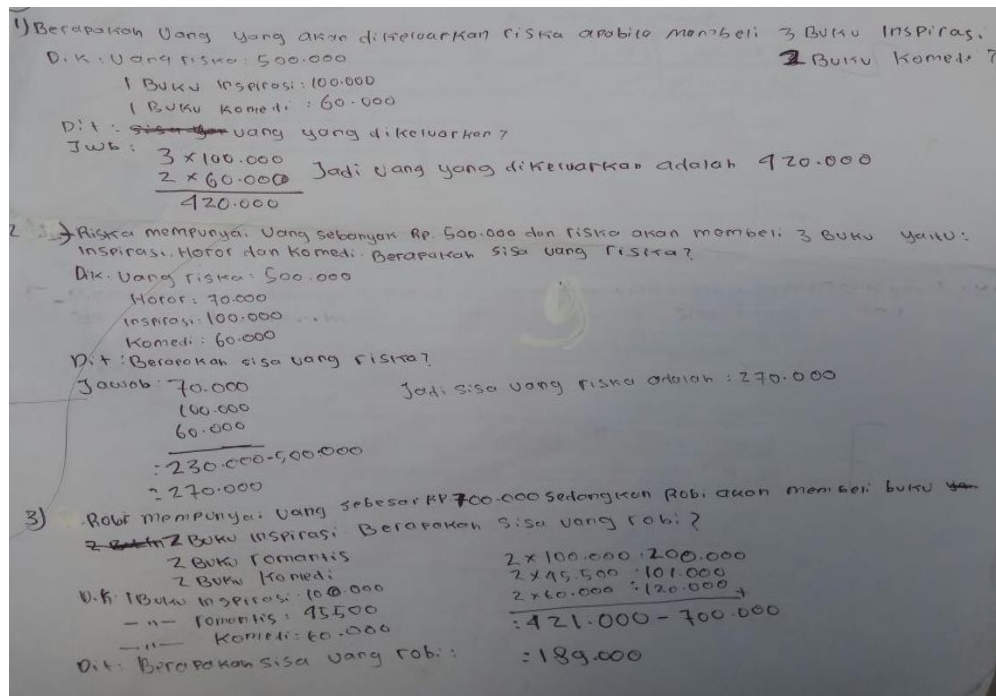 1) Berapakah Uang yang akan dikeluarkan riska apabila membeli 3 Buku Inspirasi.
2 Buku Komedi ?
Dik : Uang riska : 500.000
1 Buku Inspirasi : 100.000
1 Buku Komedi : 60.000
Dit : uang yang dikeluarkan ?
Jwb :
3 x 100.000
2 x 60.000
420.000
Jadi uang yang dikeluarkan adalah 420.000
2 Riska mempunyai Uang sebanyak Rp. 500.000 dan riska akan membeli 3 Buku yaitu :
Inspirasi, Horor dan Komedi. Berapakah sisa uang riska?
Dik. Uang riska : 500.000
Horor : 70.000
inspirasi : 100.000
Komedi : 60.000
Dit : Berapakah sisa uang riska?
Jawab : 70.000
100.000
60.000
: 230.000-500.000
= 270.000
Jadi sisa uang riska adalah : 270.000
3) Robi mempunyai Uang sebesar RP.700.000 sedangkan Robi akan membeli buku
2 Buku inspirasi Berapakah sisa uang robi ?
2 Buku romantis
2 Buku Komedi
Dik 1 Buku inspirasi : 100.000
-"- romantis : 45500
-"- Komedi : 60.000
Dit : Berapakah sisa uang robi :
2 x 100.000 : 200.000
2 x 45.500 : 101.000
2 x 60.000 : 120.000 +
: 421.000 - 700.000
: 189.000